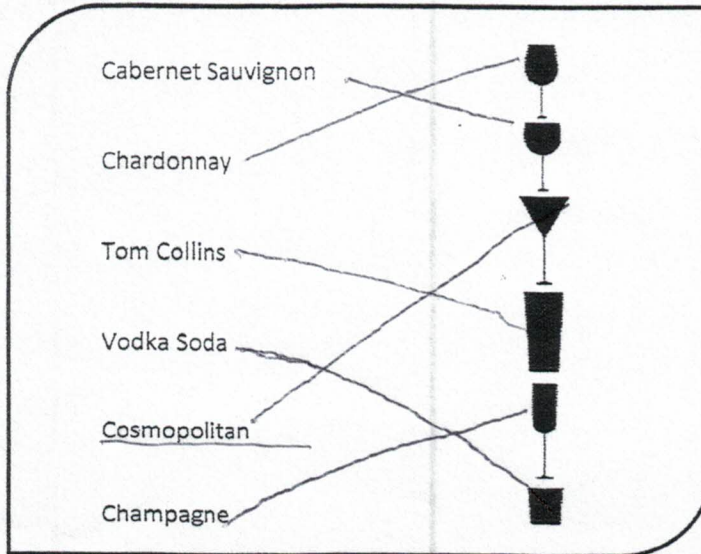 Cabernet Sauvignon
Chardonnay
Tom Collins
Vodka Soda
Cosmopolitan
Champagne